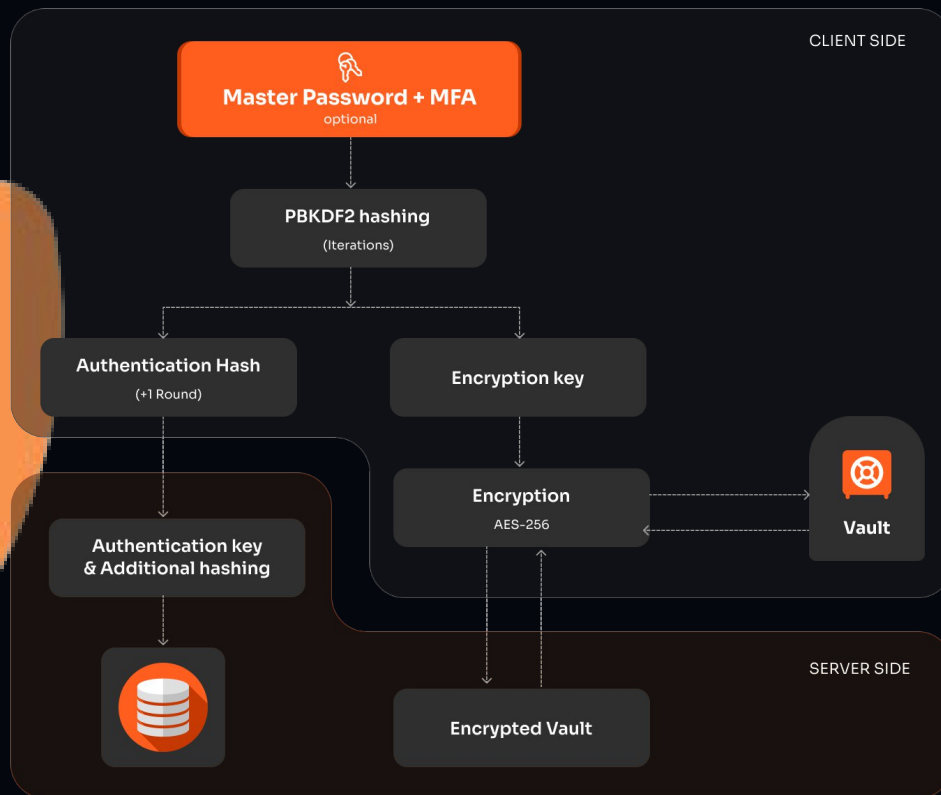 CLIENT SIDE
Master Password + MFA
optional
PBKDF2 hashing
(Iterations)
Authentication Hash
(+1 Round)
Encryption key
Encryption
AES-256
Vault
Authentication key
& Additional hashing
SERVER SIDE
Encrypted Vault